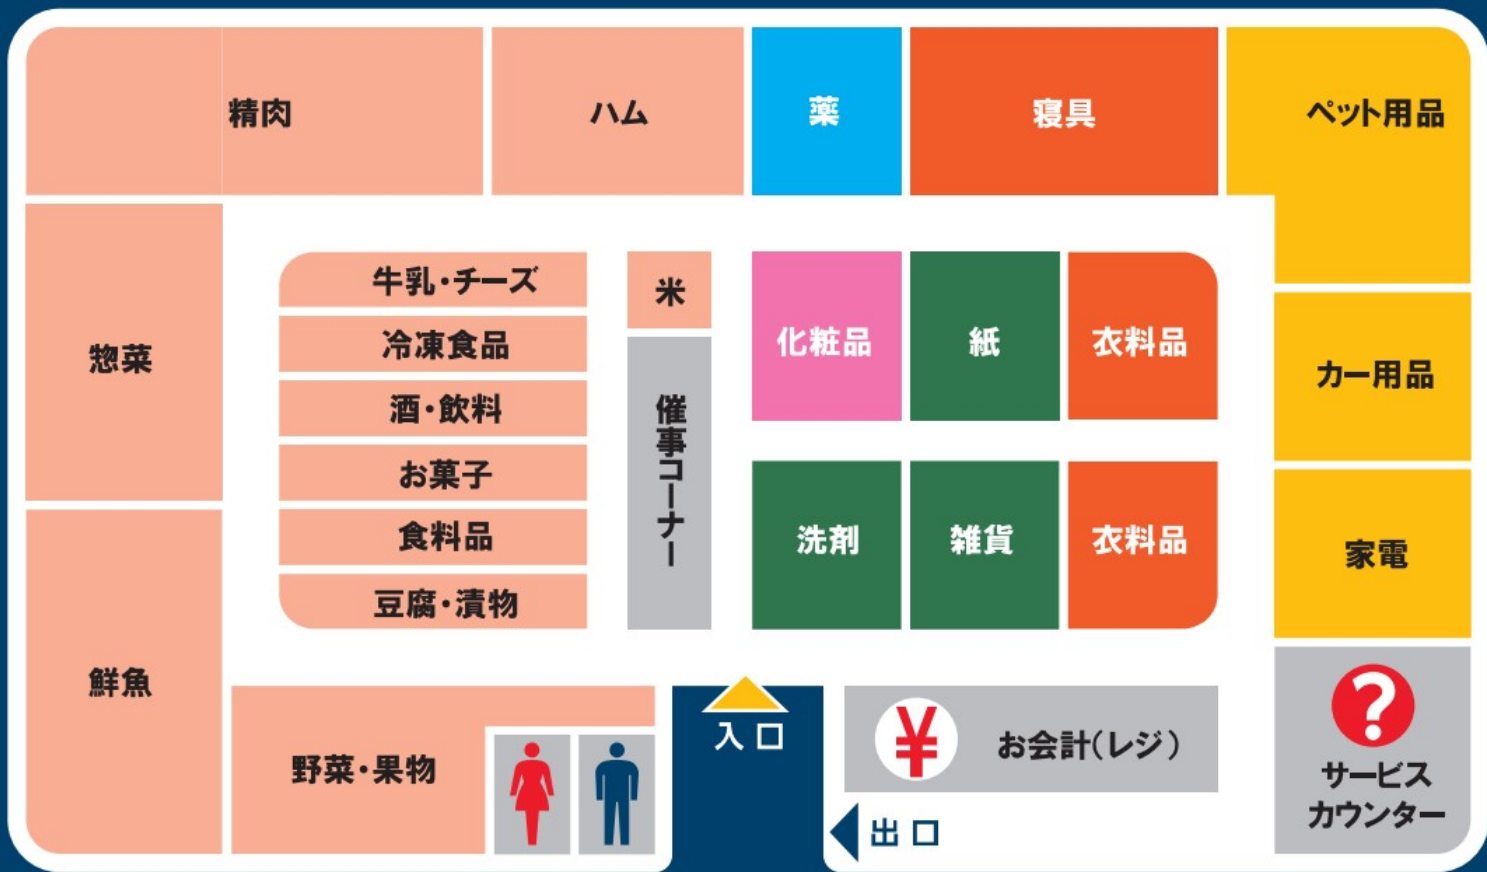 精肉
ハム
薬
寝具
ペット用品
惣菜
牛乳・チーズ
冷凍食品
酒・飲料
お菓子
食料品
豆腐・漬物
米
催事コーナー
化粧品
紙
衣料品
洗剤
雑貨
衣料品
カー用品
家電
鮮魚
野菜・果物
入口
¥
お会計(レジ)
出口
?
サービス
カウンター